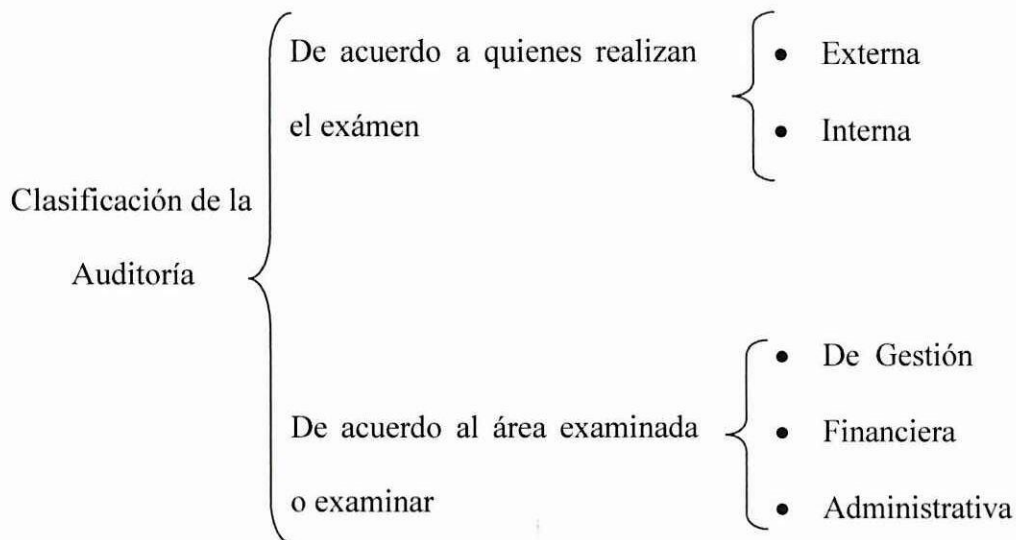 Clasificación de la
Auditoría
De acuerdo a quienes realizan
el exámen
• Externa
• Interna
De acuerdo al área examinada
o examinar
• De Gestión
• Financiera
• Administrativa